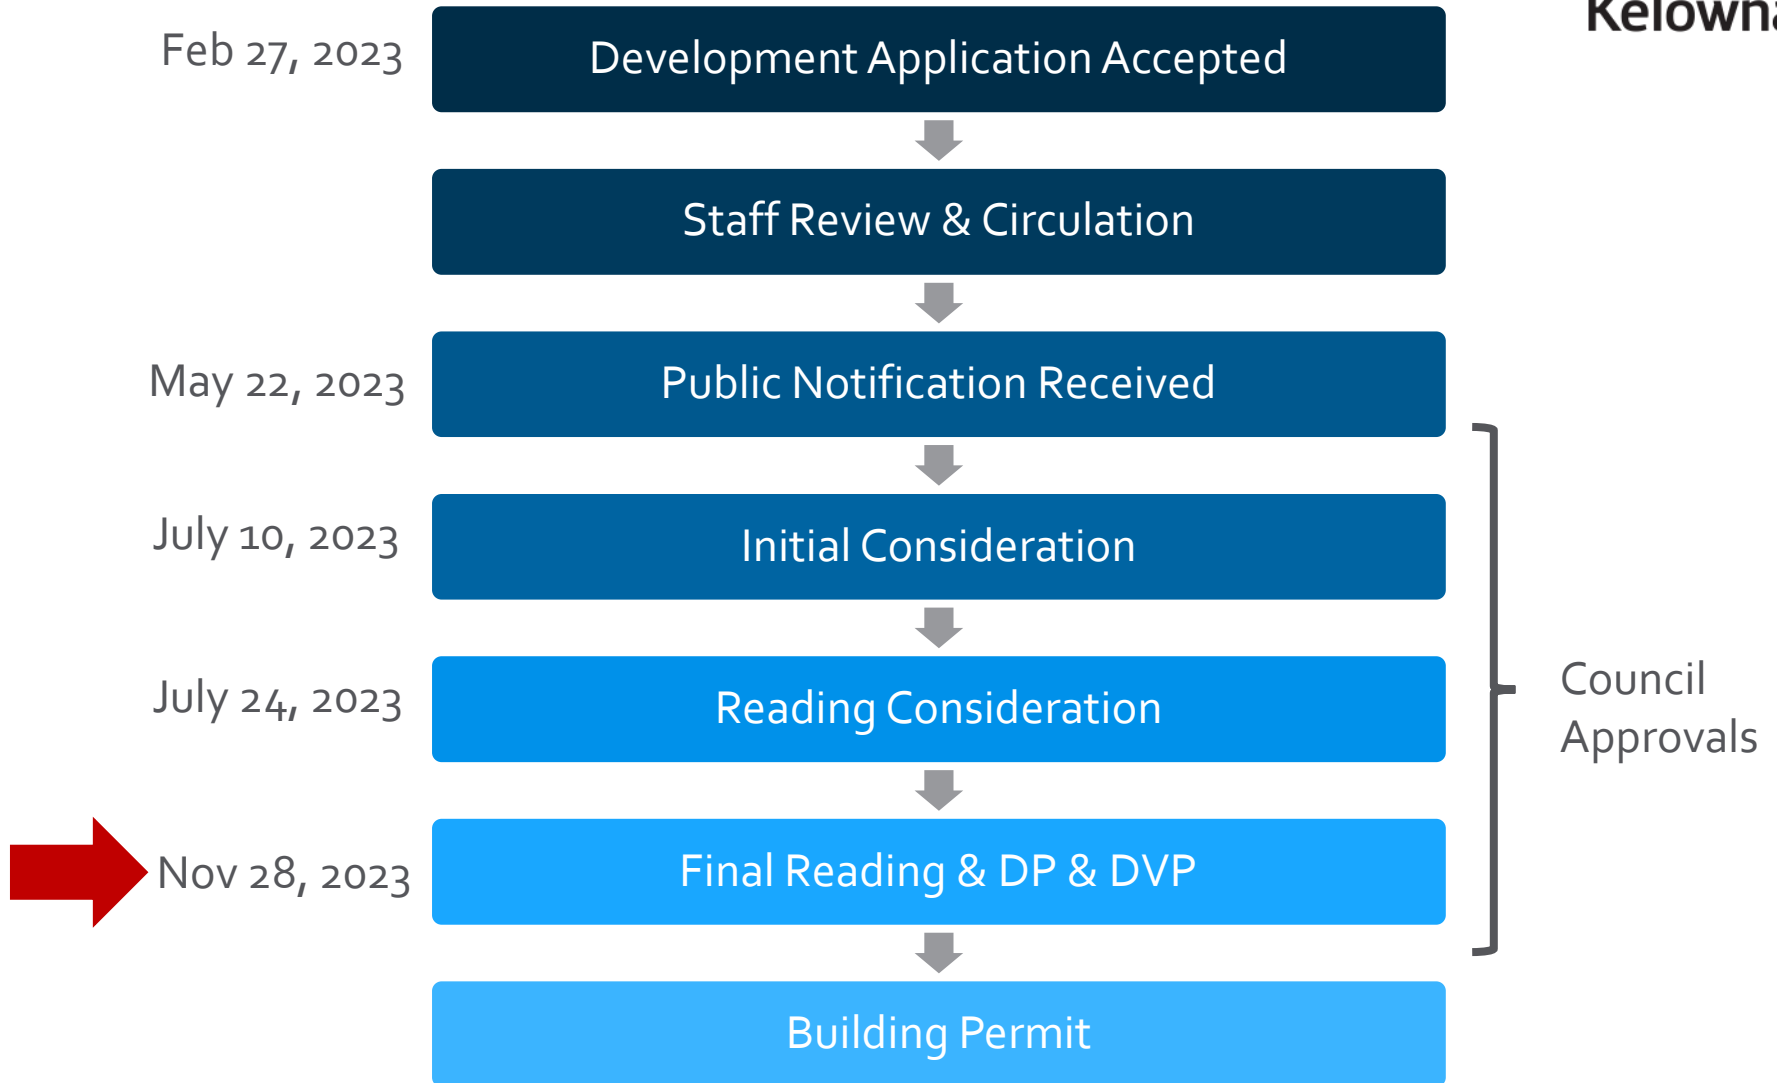 Kelowna
Feb 27, 2023
Development Application Accepted
Staff Review & Circulation
May 22, 2023
Public Notification Received
July 10, 2023
Initial Consideration
July 24, 2023
Reading Consideration
Council
Approvals
Nov 28, 2023
Final Reading & DP & DVP
Building Permit